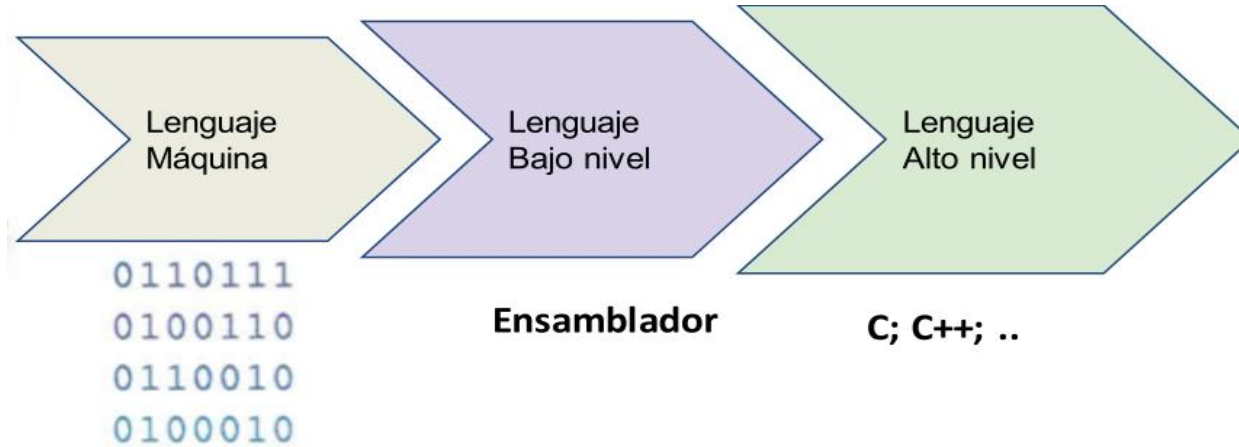 Lenguaje
Máquina
Lenguaje
Bajo nivel
Lenguaje
Alto nivel
0110111
0100110
0110010
0100010
Ensamblador
C; C++; ..